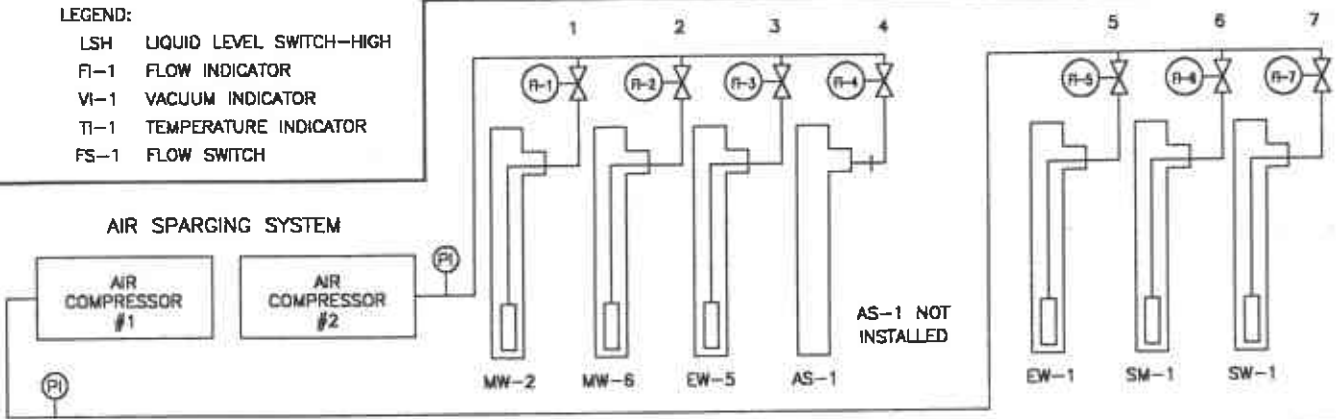 LEGEND:
LSH LIQUID LEVEL SWITCH-HIGH
FI-1 FLOW INDICATOR
VI-1 VACUUM INDICATOR
TI-1 TEMPERATURE INDICATOR
FS-1 FLOW SWITCH
1 2 3 4 5 6 7
FI-1 FI-2 FI-3 FI-4 FI-5 FI-6 FI-7
AIR SPARGING SYSTEM
AIR
COMPRESSOR
#1
AIR
COMPRESSOR
#2
PI
PI
AS-1 NOT
INSTALLED
MW-2 MW-6 EW-5 AS-1 EW-1 SM-1 SW-1